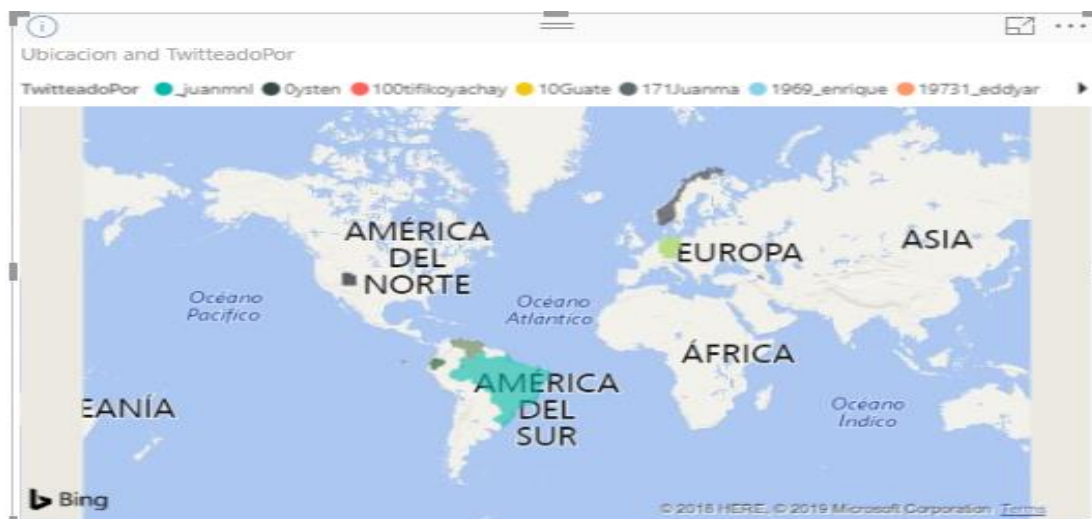 Ubicacion and TwitteadoPor
TwitteadoPor _juanmnl 0ysten 100tifikoyachay 10Guate 171Juanma 1969_enrique 19731_eddyar
AMÉRICA
DEL
NORTE
EUROPA
ASIA
Océano
Pacífico
Océano
Atlántico
ÁFRICA
AMÉRICA
DEL
SUR
EANÍA
Océano
Índico
Bing
© 2018 HERE, © 2019 Microsoft Corporation Terms